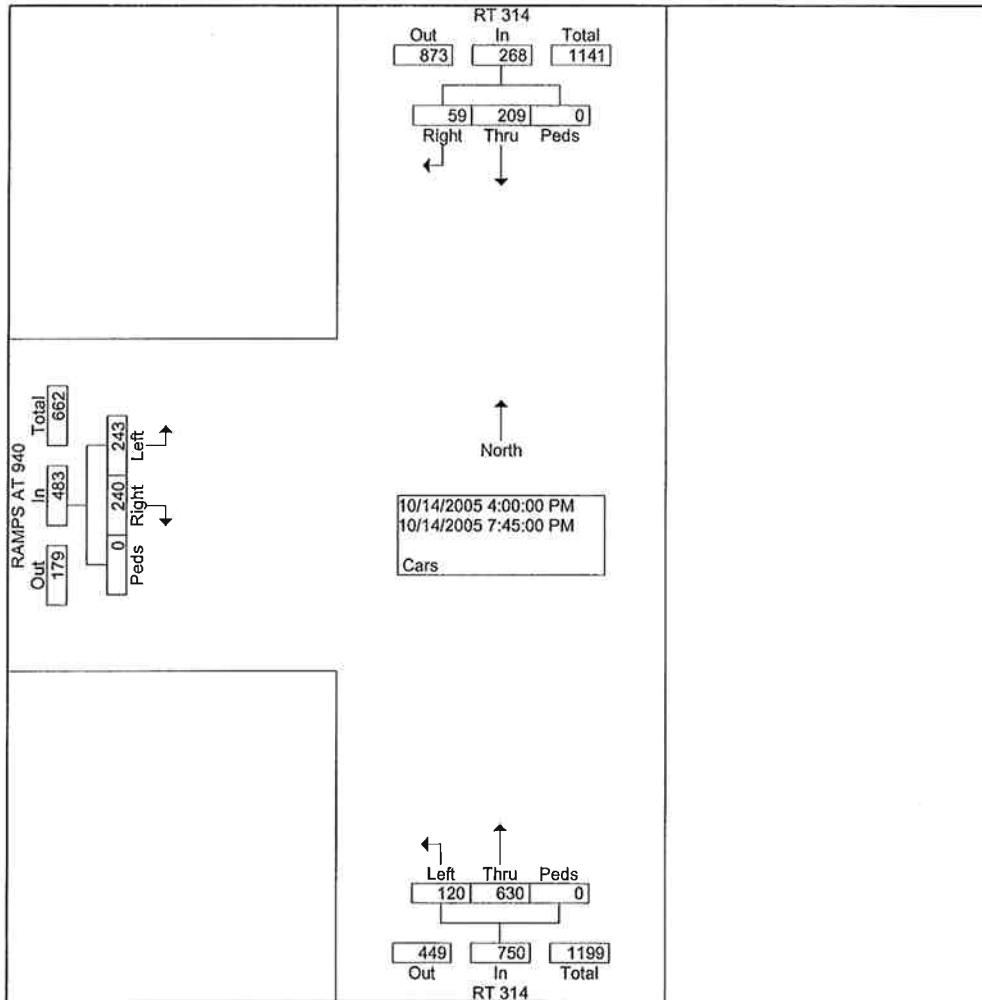 RT 314
Out In Total
873 268 1141
59 209 0
Right Thru Peds
RAMPS AT 940
Out In Total
179 483 662
0 240 243
Peds Right Left
North
10/14/2005 4:00:00 PM
10/14/2005 7:45:00 PM
Cars
Left Thru Peds
120 630 0
449 750 1199
Out In Total
RT 314